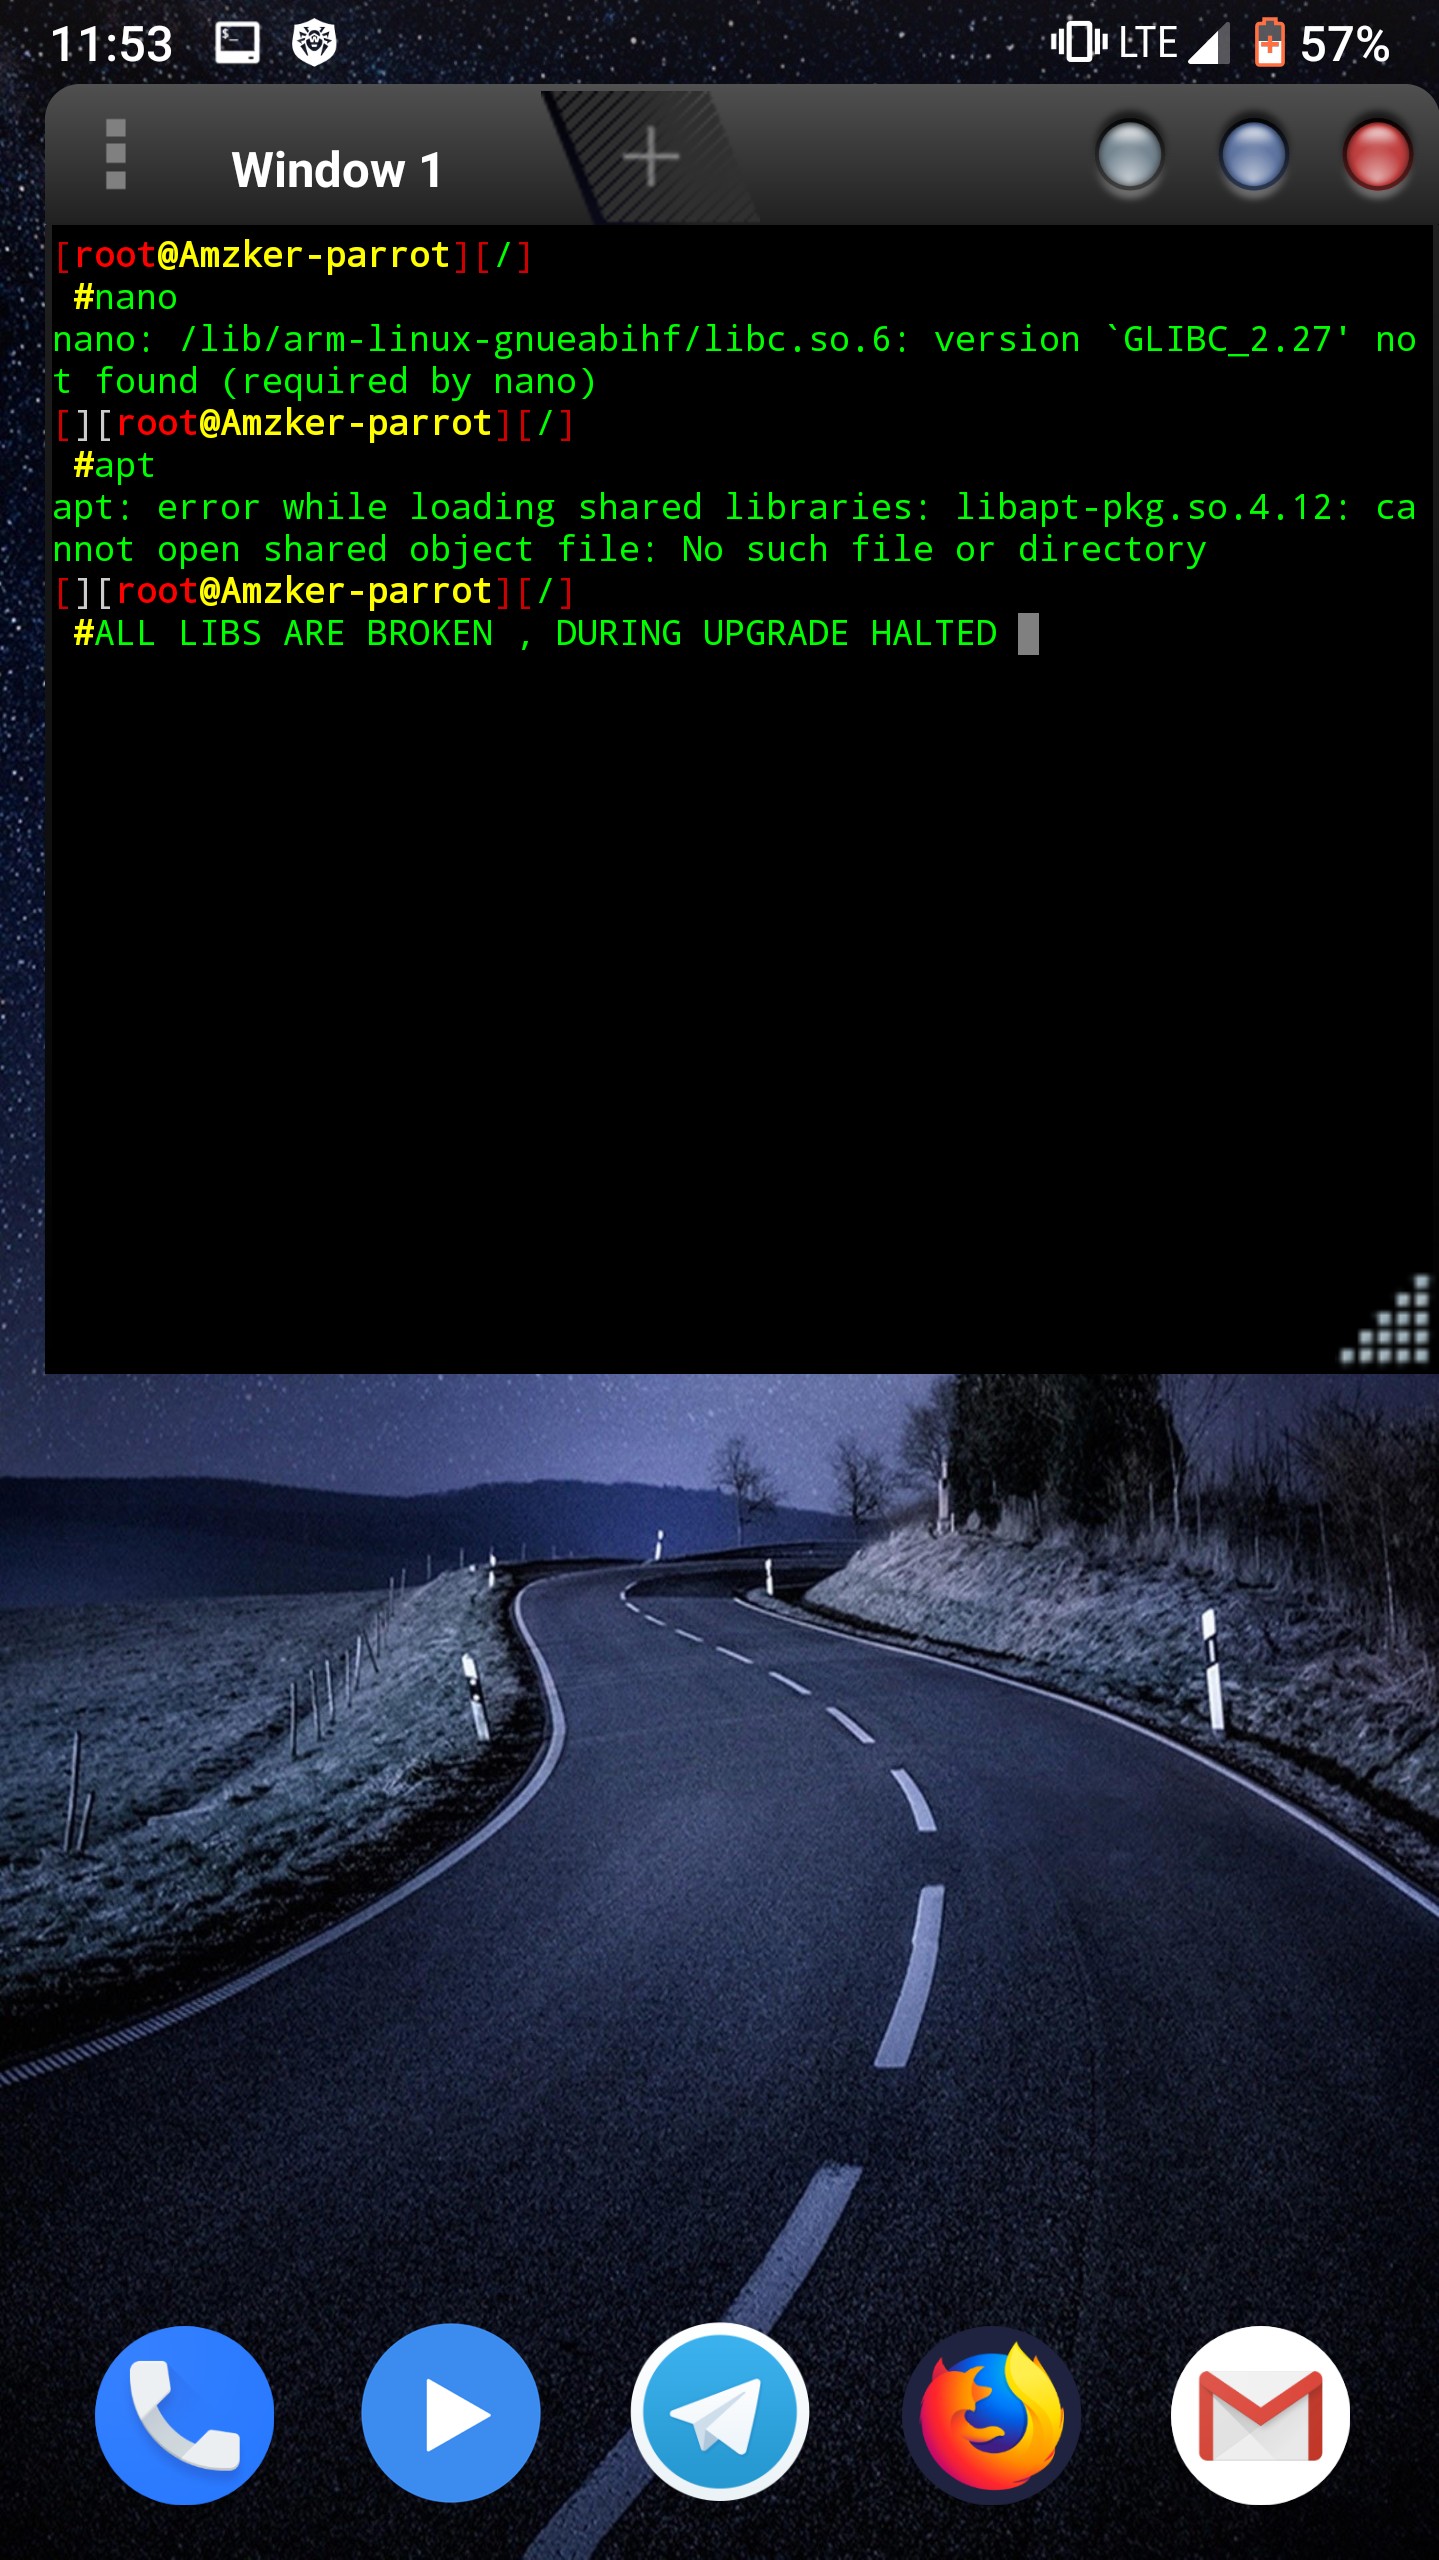 11:53 $_ LTE 57%
Window 1
[root@Amzker-parrot][/]
#nano
nano: /lib/arm-linux-gnueabihf/libc.so.6: version `GLIBC_2.27' no
t found (required by nano)
[][root@Amzker-parrot][/]
#apt
apt: error while loading shared libraries: libapt-pkg.so.4.12: ca
nnot open shared object file: No such file or directory
[][root@Amzker-parrot][/]
#ALL LIBS ARE BROKEN , DURING UPGRADE HALTED